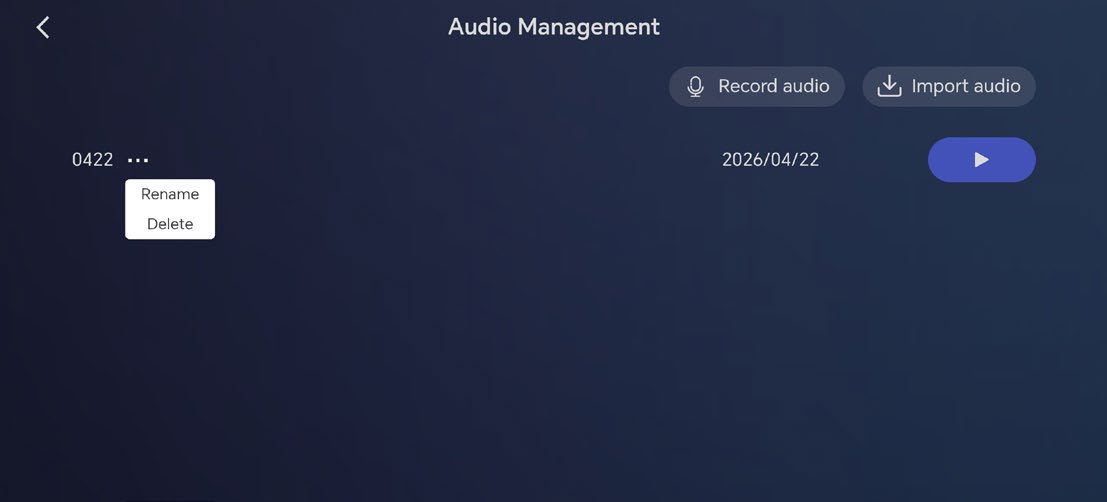 Audio Management
Record audio
Import audio
0422 ...
2026/04/22
Rename
Delete